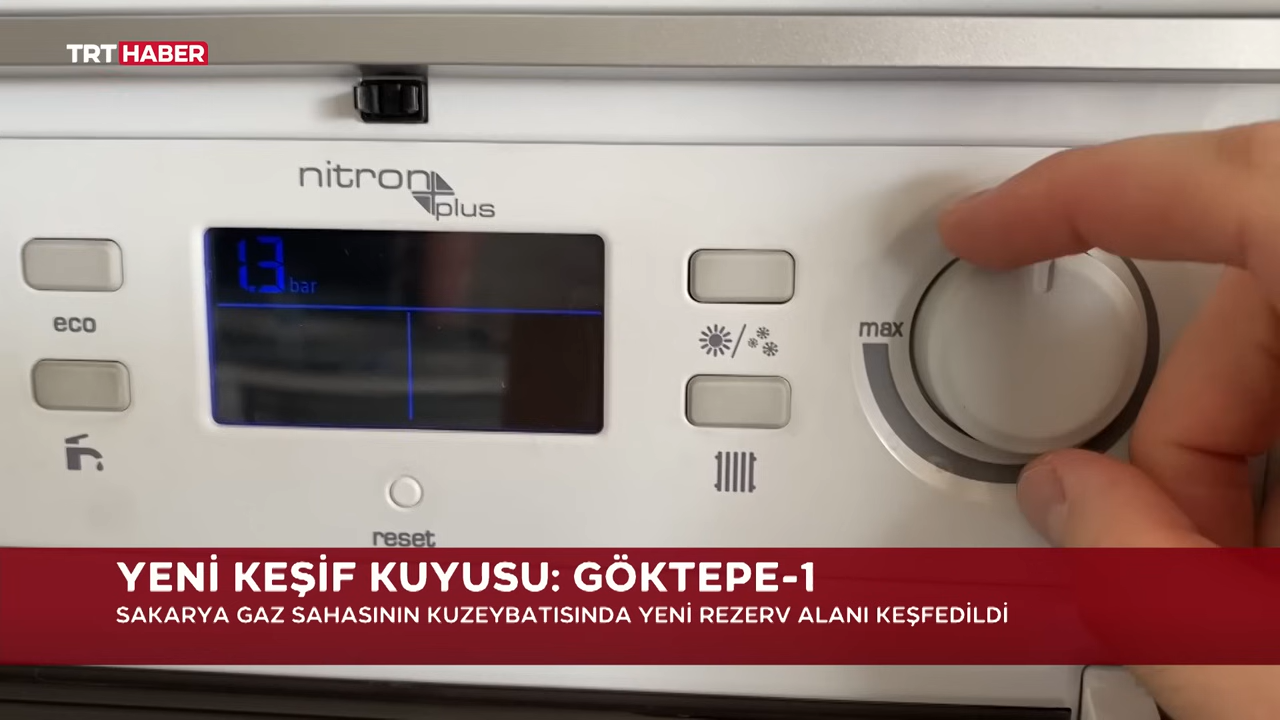 TRT HABER
nitron
plus
1.3 bar
eco
max
reset
YENİ KEŞİF KUYUSU: GÖKTEPE-1
SAKARYA GAZ SAHASININ KUZEYBATISINDA YENİ REZERV ALANI KEŞFEDİLDİ